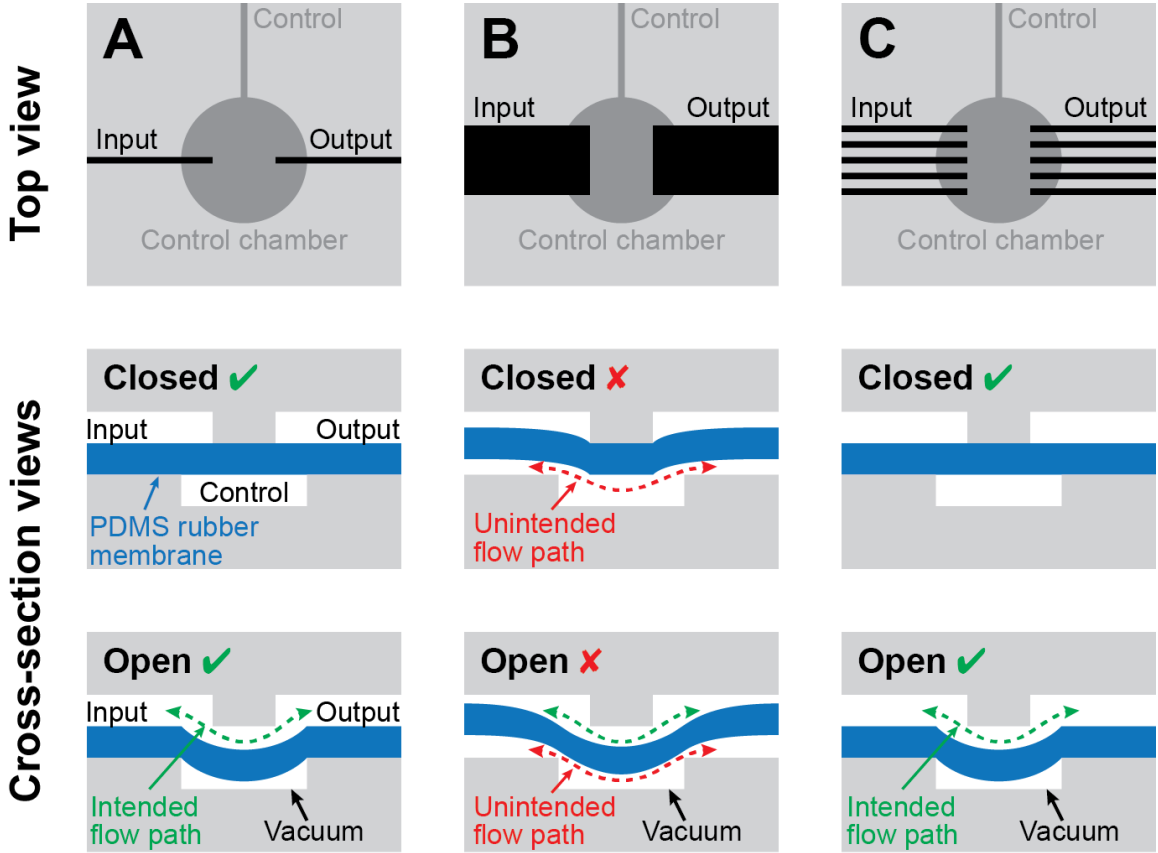 Top view
A
Control
Input
Output
Control chamber
B
Control
Input
Output
Control chamber
C
Control
Input
Output
Control chamber
Cross-section views
Closed ✔
Input
Output
Control
PDMS rubber
membrane
Closed ✘
Unintended
flow path
Closed ✔
Open ✔
Input
Output
Intended
flow path
Vacuum
Open ✘
Unintended
flow path
Vacuum
Open ✔
Intended
flow path
Vacuum